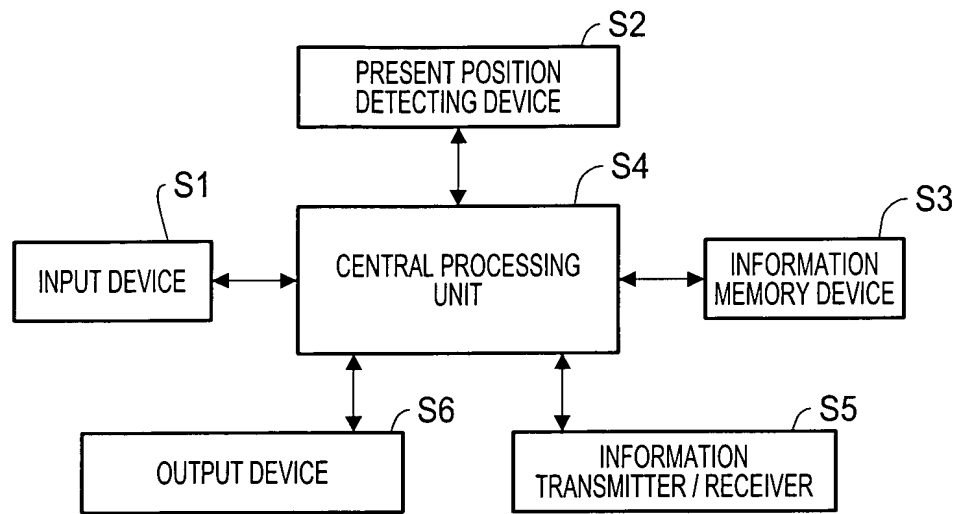 S2
PRESENT POSITION
DETECTING DEVICE
S4
S1
S3
CENTRAL PROCESSING
UNIT
INPUT DEVICE
INFORMATION
MEMORY DEVICE
S6
S5
OUTPUT DEVICE
INFORMATION
TRANSMITTER / RECEIVER